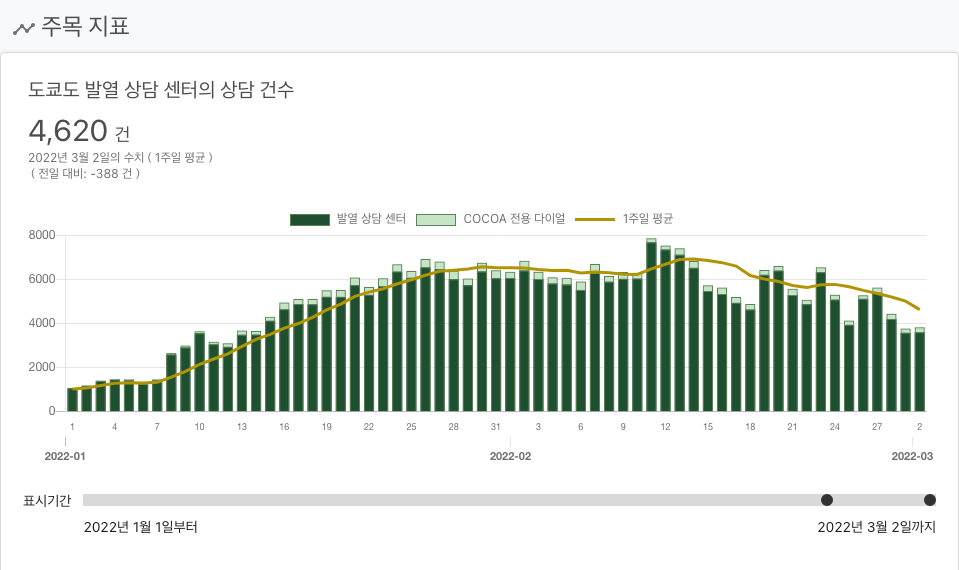 주목 지표
도쿄도 발열 상담 센터의 상담 건수
4,620 건
2022년 3월 2일의 수치 ( 1주일 평균 )
( 전일 대비: -388 건 )
발열 상담 센터 COCOA 전용 다이얼 1주일 평균
8000
6000
4000
2000
0
1 4 7 10 13 16 19 22 25 28 31 3 6 9 12 15 18 21 24 27 2
2022-01 2022-02 2022-03
표시기간
2022년 1월 1일부터 2022년 3월 2일까지